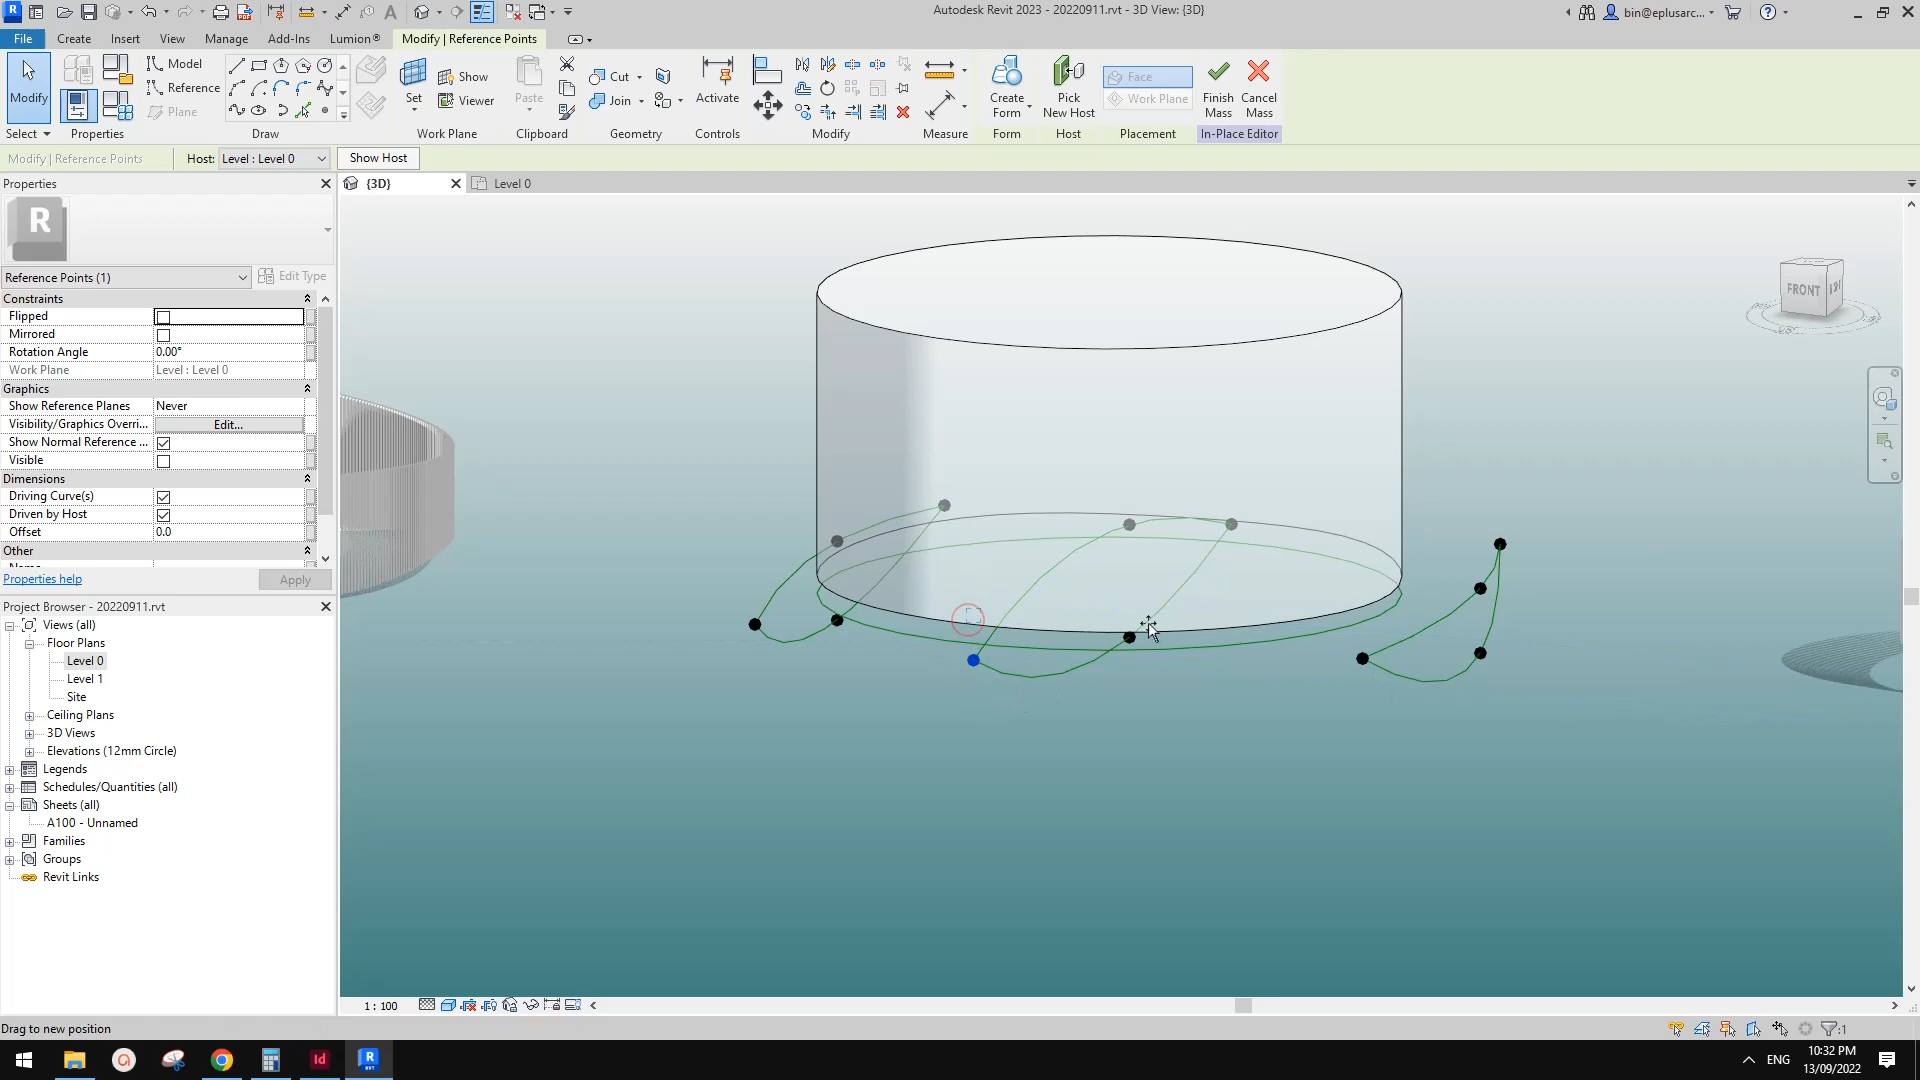 Autodesk Revit 2023 - 20220911.rvt - 3D View: {3D}
bin@eplusarc...
File
Create
Insert
View
Manage
Add-Ins
Lumion®
Modify | Reference Points
Modify
Model
Reference
Plane
Set
Show
Viewer
Paste
Cut
Join
Activate
Create
Form
Pick
New Host
Face
Work Plane
Finish
Mass
Cancel
Mass
Select
Properties
Draw
Work Plane
Clipboard
Geometry
Controls
Modify
Measure
Form
Host
Placement
In-Place Editor
Modify | Reference Points
Host:
Level : Level 0
Show Host
Properties
{3D}
Level 0
R
Reference Points (1)
Edit Type
Constraints
Flipped
Mirrored
Rotation Angle
0.00°
Work Plane
Level : Level 0
Graphics
Show Reference Planes
Never
Visibility/Graphics Overri...
Edit...
Show Normal Reference ...
Visible
Dimensions
Driving Curve(s)
Driven by Host
Offset
0.0
Other
Properties help
Apply
Project Browser - 20220911.rvt
Views (all)
Floor Plans
Level 0
Level 1
Site
Ceiling Plans
3D Views
Elevations (12mm Circle)
Legends
Schedules/Quantities (all)
Sheets (all)
A100 - Unnamed
Families
Groups
Revit Links
FRONT
1 : 100
Drag to new position
:1
Id
R
RVT
ENG
10:32 PM
13/09/2022